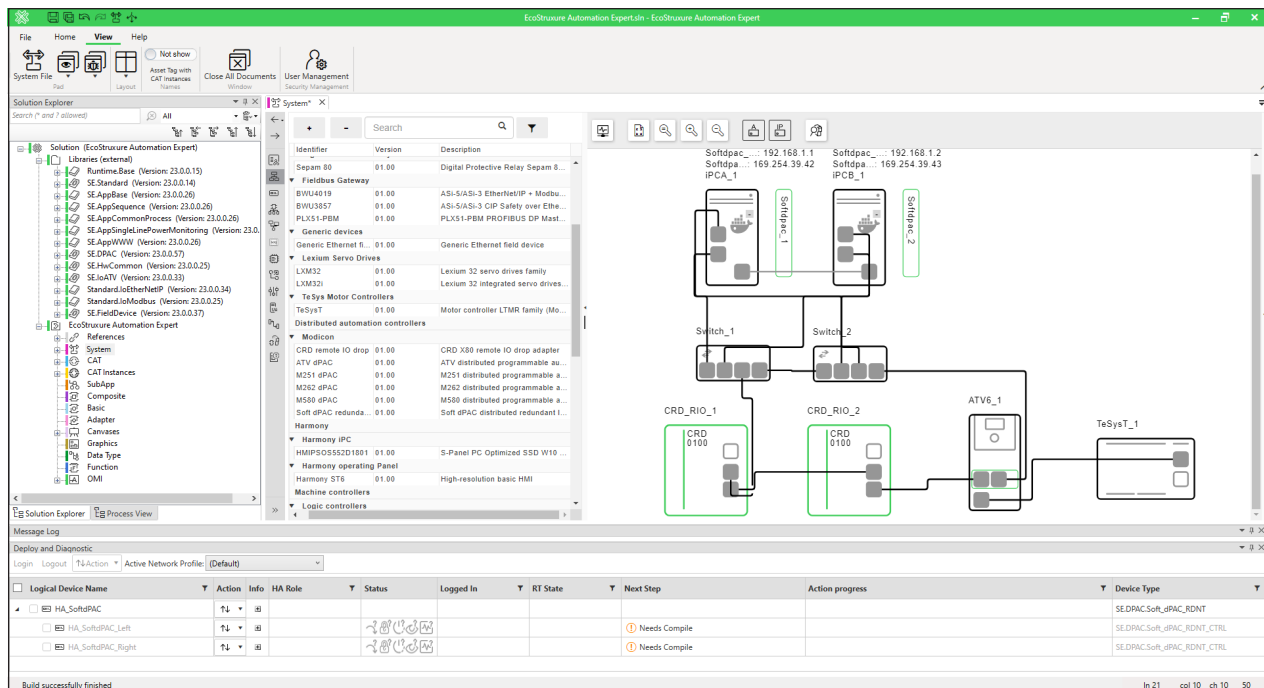 EcoStruxure Automation Expert.sln - EcoStruxure Automation Expert
File Home View Help
System File
Pad
Layout
Not show
Asset Tag with
CAT Instances
Names
Close All Documents
Window
User Management
Security Management
Solution Explorer
Search (* and ? allowed) All
Solution (EcoStruxure Automation Expert)
Libraries (external)
Runtime.Base (Version: 23.0.0.15)
SE.Standard (Version: 23.0.0.14)
SE.AppBase (Version: 23.0.0.26)
SE.AppSequence (Version: 23.0.0.26)
SE.AppCommonProcess (Version: 23.0.0.26)
SE.AppSingleLinePowerMonitoring (Version: 23.0.
SE.AppWWW (Version: 23.0.0.26)
SE.DPAC (Version: 23.0.0.57)
SE.HwCommon (Version: 23.0.0.25)
SE.IoATV (Version: 23.0.0.33)
Standard.IoEtherNetIP (Version: 23.0.0.34)
Standard.IoModbus (Version: 23.0.0.25)
SE.FieldDevice (Version: 23.0.0.37)
EcoStruxure Automation Expert
References
System
CAT
CAT Instances
SubApp
Composite
Basic
Adapter
Canvases
Graphics
Data Type
Function
OMI
Solution Explorer Process View
System*
+ - Search
Identifier Version Description
Sepam 80 01.00 Digital Protective Relay Sepam 8...
Fieldbus Gateway
BWU4019 01.00 ASi-5/ASi-3 EtherNet/IP + Modbu...
BWU3857 01.00 ASi-5/ASi-3 CIP Safety over Ethe...
PLX51-PBM 01.00 PLX51-PBM PROFIBUS DP Mast...
Generic devices
Generic Ethernet fi... 01.00 Generic Ethernet field device
Lexium Servo Drives
LXM32 01.00 Lexium 32 servo drives family
LXM32i 01.00 Lexium 32 integrated servo drives...
TeSys Motor Controllers
TeSysT 01.00 Motor controller LTMR family (Mo...
Distributed automation controllers
Modicon
CRD remote IO drop 01.00 CRD X80 remote IO drop adapter
ATV dPAC 01.00 ATV distributed programmable au...
M251 dPAC 01.00 M251 distributed programmable a...
M262 dPAC 01.00 M262 distributed programmable a...
M580 dPAC 01.00 M580 distributed programmable a...
Soft dPAC redunda... 01.00 Soft dPAC distributed redundant l...
Harmony
Harmony iPC
HMIPSOS552D1801 01.00 S-Panel PC Optimized SSD W10 ...
Harmony operating Panel
Harmony ST6 01.00 High-resolution basic HMI
Machine controllers
Logic controllers
Softdpac_...: 192.168.1.1 Softdpac_...: 192.168.1.2
Softdpa...: 169.254.39.42 Softdpa...: 169.254.39.43
iPCA_1 iPCB_1
Softdpac_1
Softdpac_2
Switch_1 Switch_2
CRD_RIO_1 CRD_RIO_2 ATV6_1
TeSysT_1
CRD
0100
CRD
0100
Message Log
Deploy and Diagnostic
Login Logout Action Active Network Profile: (Default)
Logical Device Name Action Info HA Role Status Logged In RT State Next Step Action progress Device Type
HA_SoftdPAC SE.DPAC.Soft_dPAC_RDNT
HA_SoftdPAC_Left Needs Compile SE.DPAC.Soft_dPAC_RDNT_CTRL
HA_SoftdPAC_Right Needs Compile SE.DPAC.Soft_dPAC_RDNT_CTRL
Build successfully finished ln 21 col 10 ch 10 50